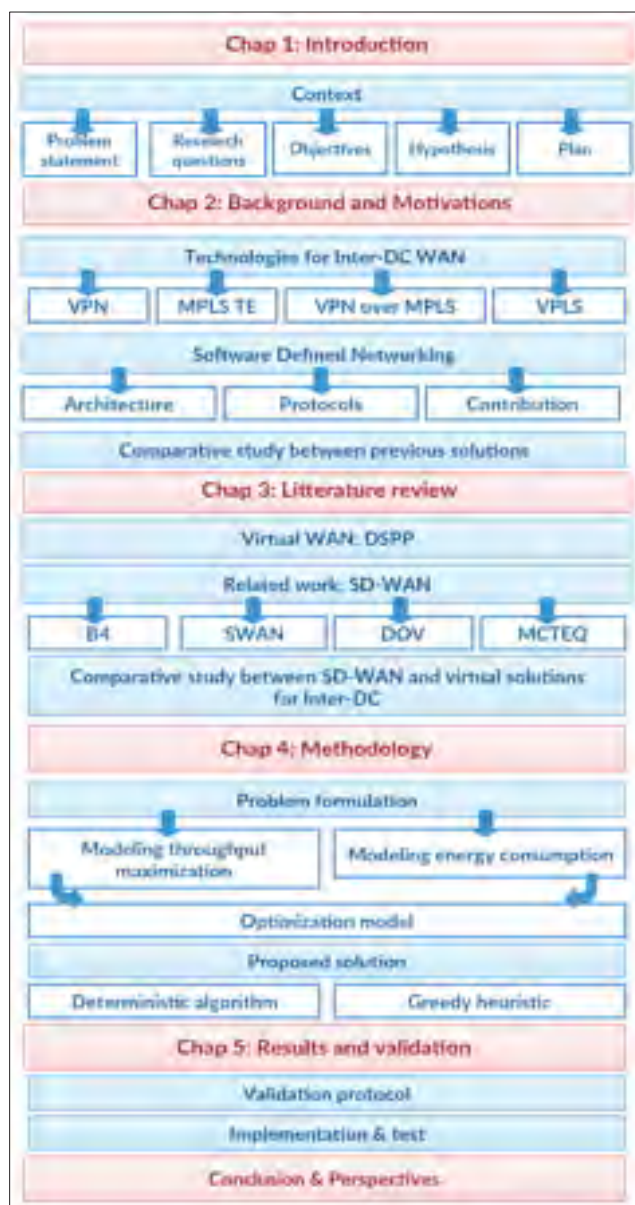 Chap 1: Introduction
Context
Problem
statement
Research
questions
Objectives
Hypothesis
Plan
Chap 2: Background and Motivations
Technologies for Inter-DC WAN
VPN
MPLS TE
VPN over MPLS
VPLS
Software Defined Networking
Architecture
Protocols
Contribution
Comparative study between previous solutions
Chap 3: Litterature review
Virtual WAN: DSPP
Related work: SD-WAN
B4
SWAN
DOV
MCTEQ
Comparative study between SD-WAN and virtual solutions
for Inter-DC
Chap 4: Methodology
Problem formulation
Modeling throughput
maximization
Modeling energy consumption
Optimization model
Proposed solution
Deterministic algorithm
Greedy heuristic
Chap 5: Results and validation
Validation protocol
Implementation & test
Conclusion & Perspectives